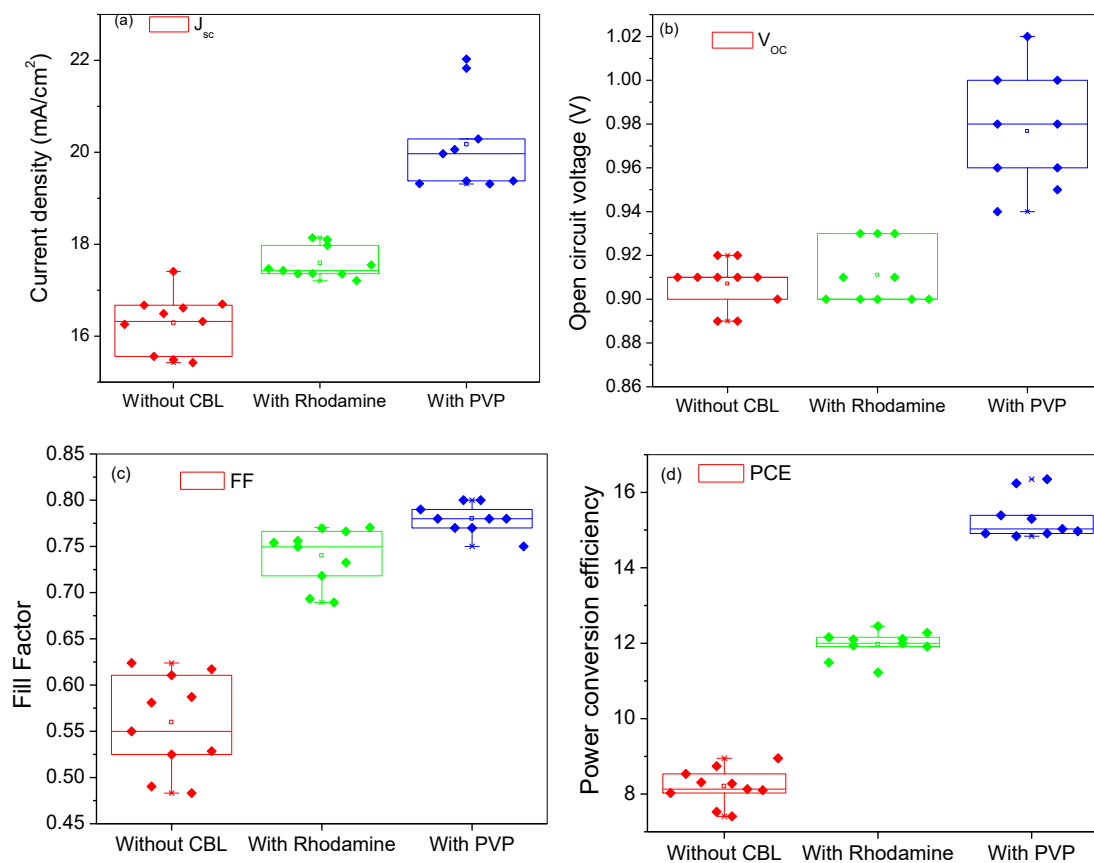 (a)
J_sc
Current density (mA/cm²)
22
20
18
16
Without CBL With Rhodamine With PVP
(b)
V_OC
Open circuit voltage (V)
1.02
1.00
0.98
0.96
0.94
0.92
0.90
0.88
0.86
Without CBL With Rhodamine With PVP
(c)
FF
Fill Factor
0.85
0.80
0.75
0.70
0.65
0.60
0.55
0.50
0.45
Without CBL With Rhodamine With PVP
(d)
PCE
Power conversion efficiency
16
14
12
10
8
Without CBL With Rhodamine With PVP